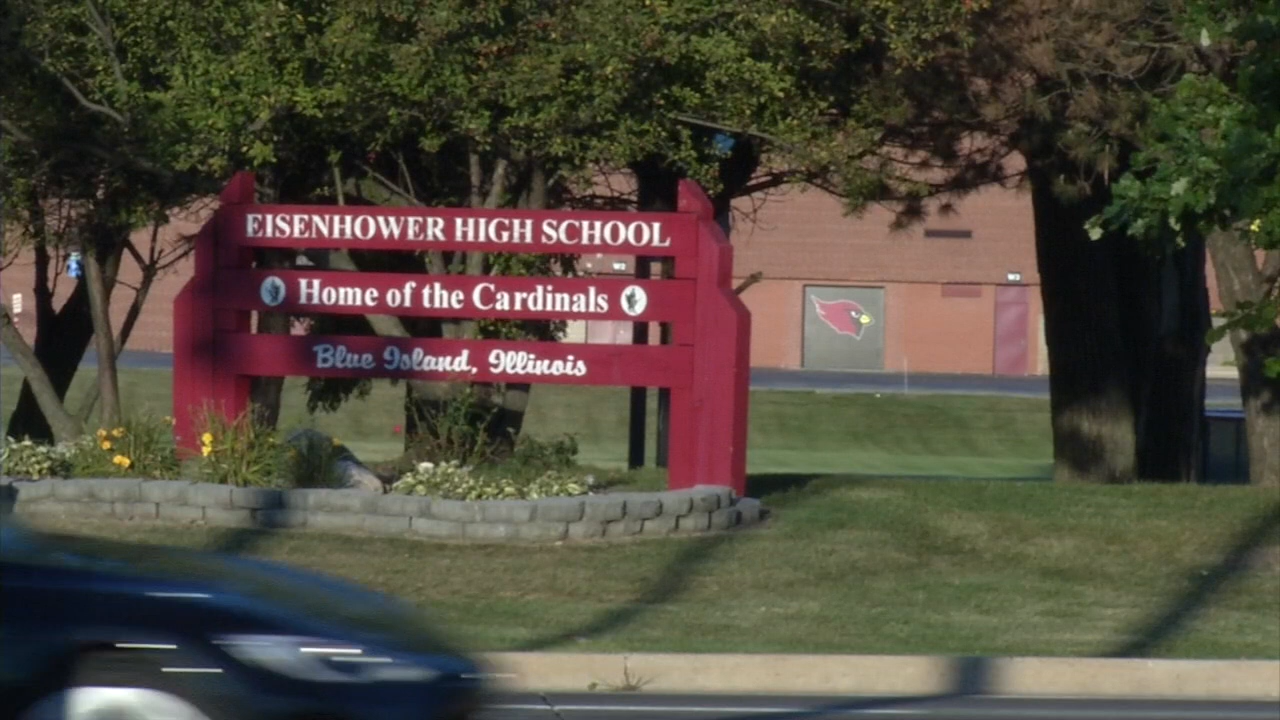 EISENHOWER HIGH SCHOOL
Home of the Cardinals
Blue Island, Illinois